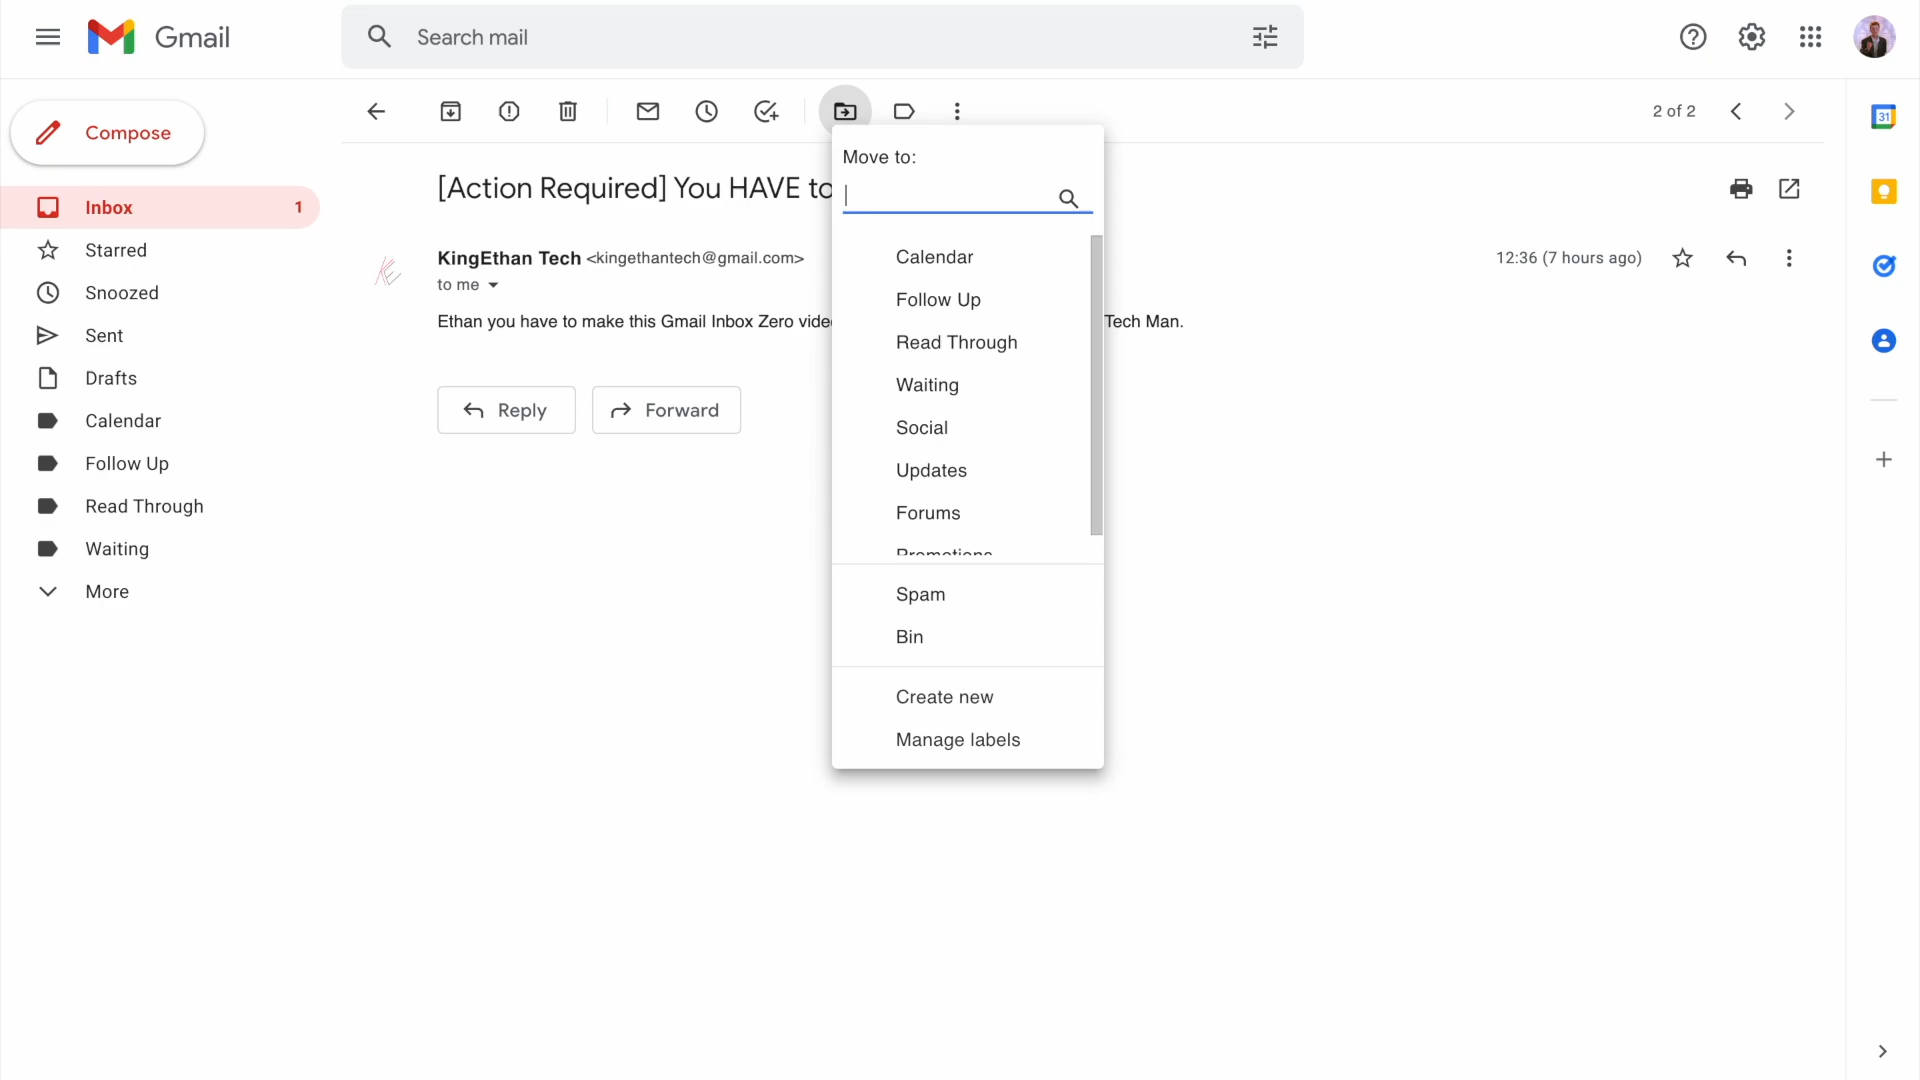 Gmail
Search mail
Compose
2 of 2
31
Inbox 1
Starred
Snoozed
Sent
Drafts
Calendar
Follow Up
Read Through
Waiting
More
[Action Required] You HAVE to
KingEthan Tech <kingethantech@gmail.com>
12:36 (7 hours ago)
to me
Ethan you have to make this Gmail Inbox Zero vide
Tech Man.
Reply
Forward
Move to:
Calendar
Follow Up
Read Through
Waiting
Social
Updates
Forums
Promotions
Spam
Bin
Create new
Manage labels